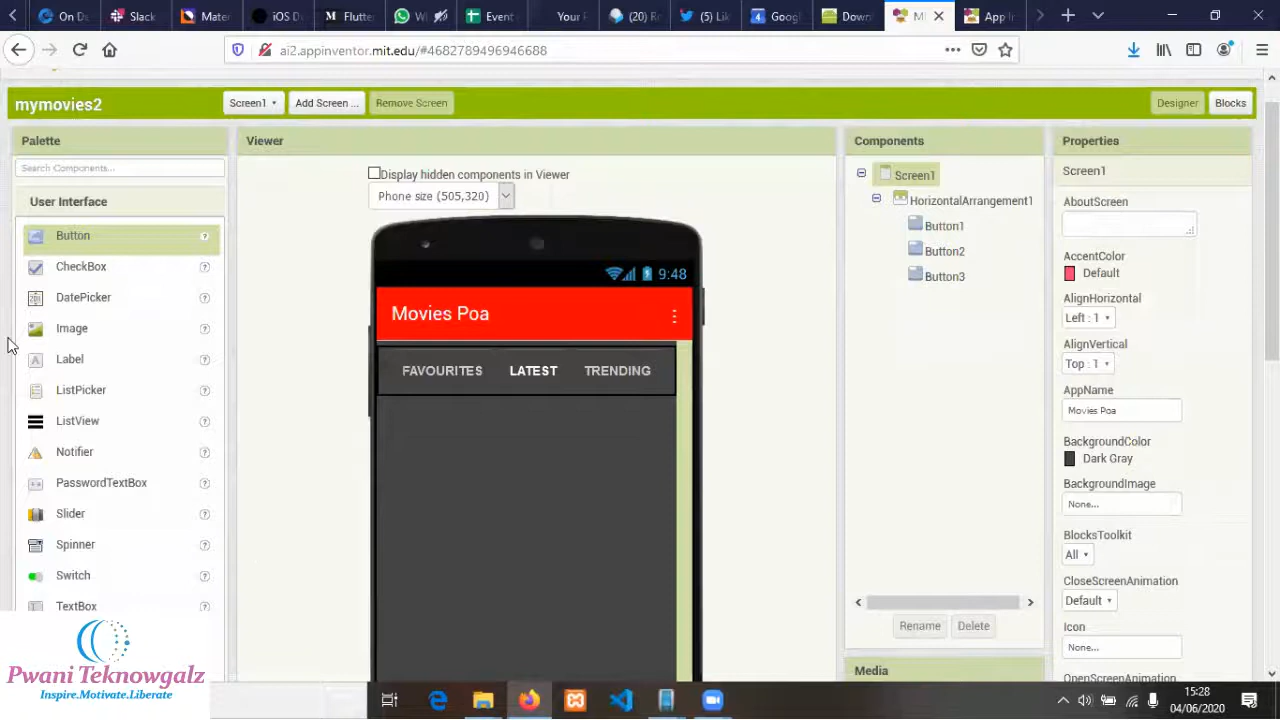 On D
Slack
Mater
iOS D
Flutte
Wha
Event
Your F
(20) R
(5) Lik
Googl
Down
MI
App Ir
ai2.appinventor.mit.edu/#4682789496946688
mymovies2
Screen1
Add Screen ...
Remove Screen
Designer
Blocks
Palette
Viewer
Components
Properties
Search Components...
Display hidden components in Viewer
Screen1
Screen1
Phone size (505,320)
User Interface
HorizontalArrangement1
AboutScreen
Button
Button1
CheckBox
Button2
AccentColor
9:48
Button3
Default
DatePicker
AlignHorizontal
Movies Poa
Left : 1
Image
AlignVertical
Label
Top : 1
FAVOURITES
LATEST
TRENDING
ListPicker
AppName
Movies Poa
ListView
BackgroundColor
Notifier
Dark Gray
PasswordTextBox
BackgroundImage
None...
Slider
BlocksToolkit
Spinner
All
Switch
CloseScreenAnimation
TextBox
Default
Rename
Delete
Icon
None...
Media
OpenScreenAnimation
Pwani Teknowgalz
Inspire.Motivate.Liberate
15:28
04/06/2020